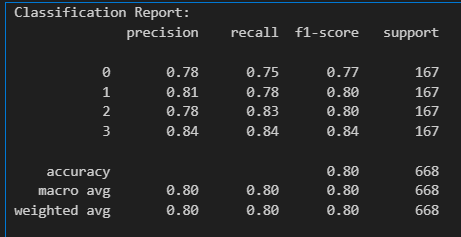 Classification Report:
precision recall f1-score support
0 0.78 0.75 0.77 167
1 0.81 0.78 0.80 167
2 0.78 0.83 0.80 167
3 0.84 0.84 0.84 167
accuracy 0.80 668
macro avg 0.80 0.80 0.80 668
weighted avg 0.80 0.80 0.80 668